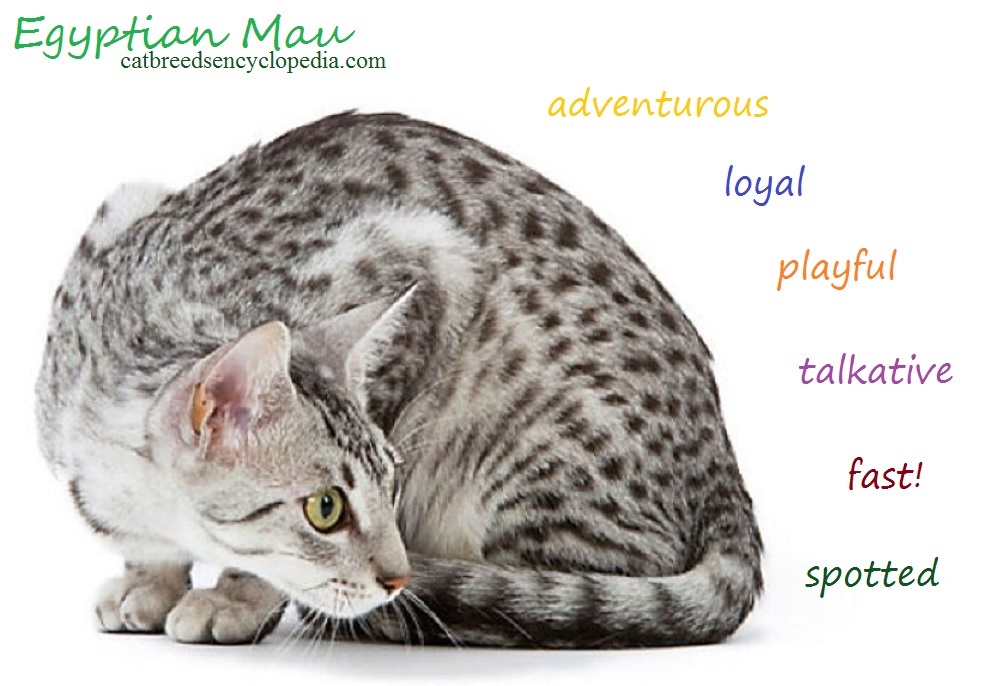 Egyptian Mau
catbreedsencyclopedia.com
adventurous
loyal
playful
talkative
fast!
spotted